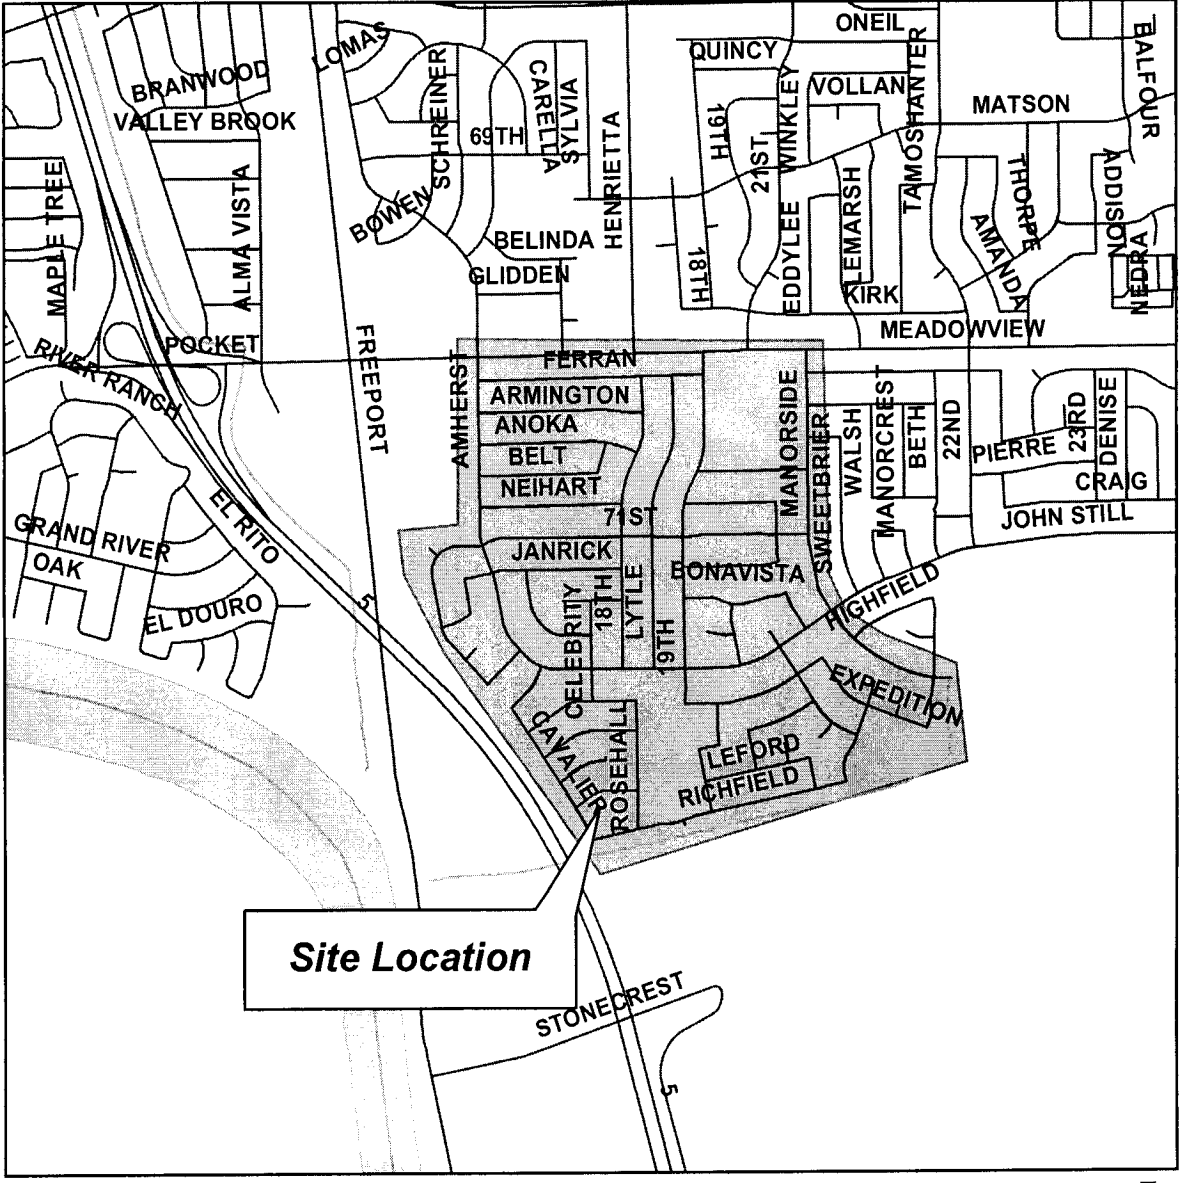 ONEIL
QUINCY
LOMAS
SCHREINER
CARELLA
SYLVIA
HENRIETTA
19TH
21ST
WINKLEY
VOLLAN
TAMOSHANTER
MATSON
BALFOUR
BRANWOOD
VALLEY BROOK
69TH
MAPLE TREE
ALMA VISTA
BOWEN
BELINDA
GLIDDEN
18TH
EDDYLEE
LEMARSH
KIRK
AMANDA
THORPE
ADDISON
NEDRA
MEADOWVIEW
POCKET
RIVER RANCH
FREEPORT
AMHERST
FERRAN
ARMINGTON
ANOKA
BELT
NEIHART
71ST
JANRICK
MANORSIDE
SWEETBRIER
WALSH
MANORCREST
BETH
22ND
PIERRE
23RD
DENISE
CRAIG
JOHN STILL
GRAND RIVER
OAK
EL RITO
EL DOURO
5
BONAVISTA
HIGHFIELD
CELEBRITY
18TH
LYTLE
19TH
EXPEDITION
CAVALIER
ROSEHALL
LEFORD
RICHFIELD
Site Location
STONECREST
5